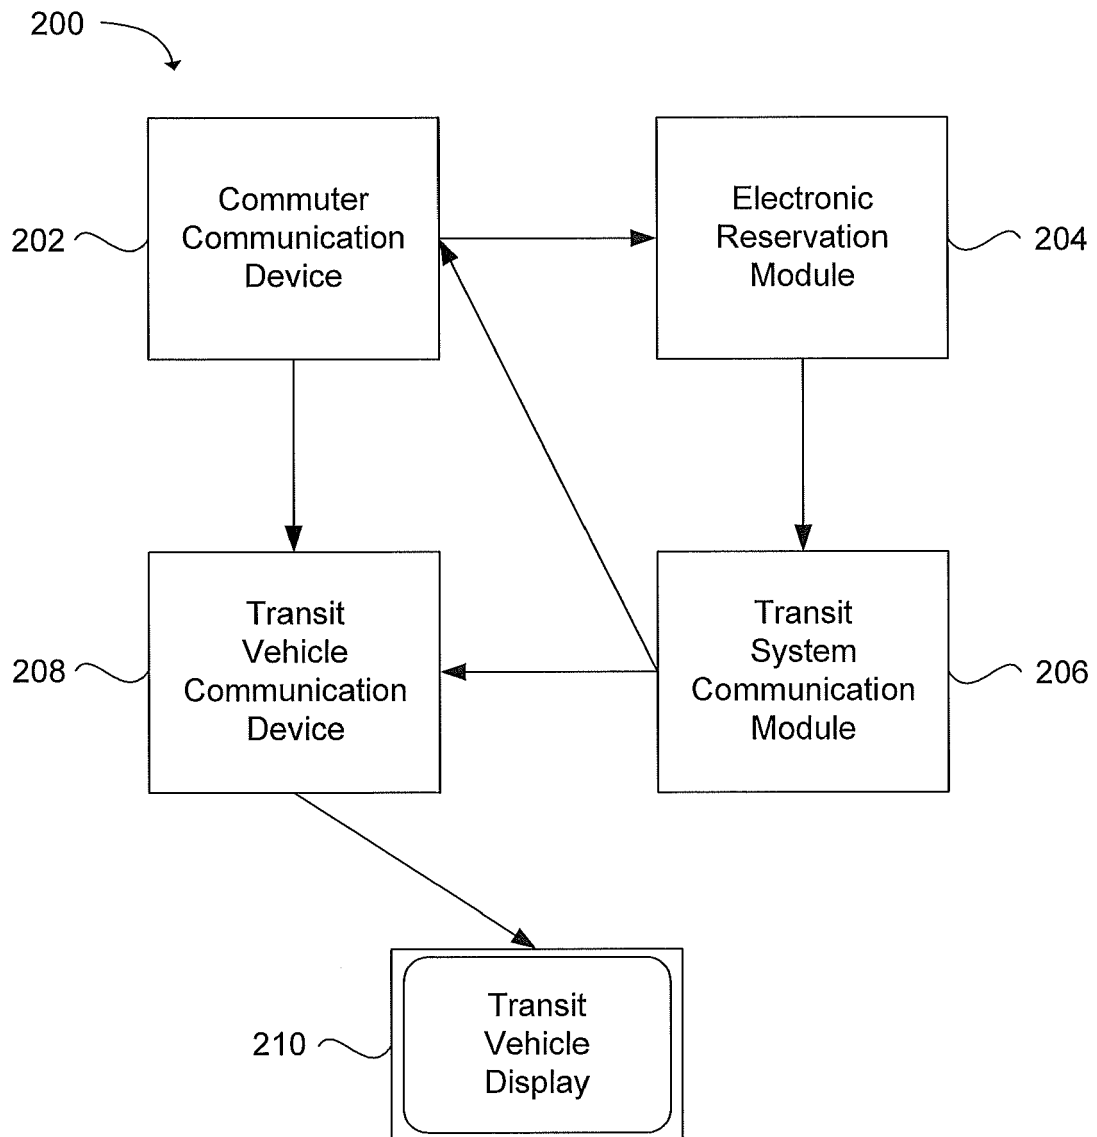 200
Commuter
Communication
Device
202
Electronic
Reservation
Module
204
Transit
Vehicle
Communication
Device
208
Transit
System
Communication
Module
206
Transit
Vehicle
Display
210